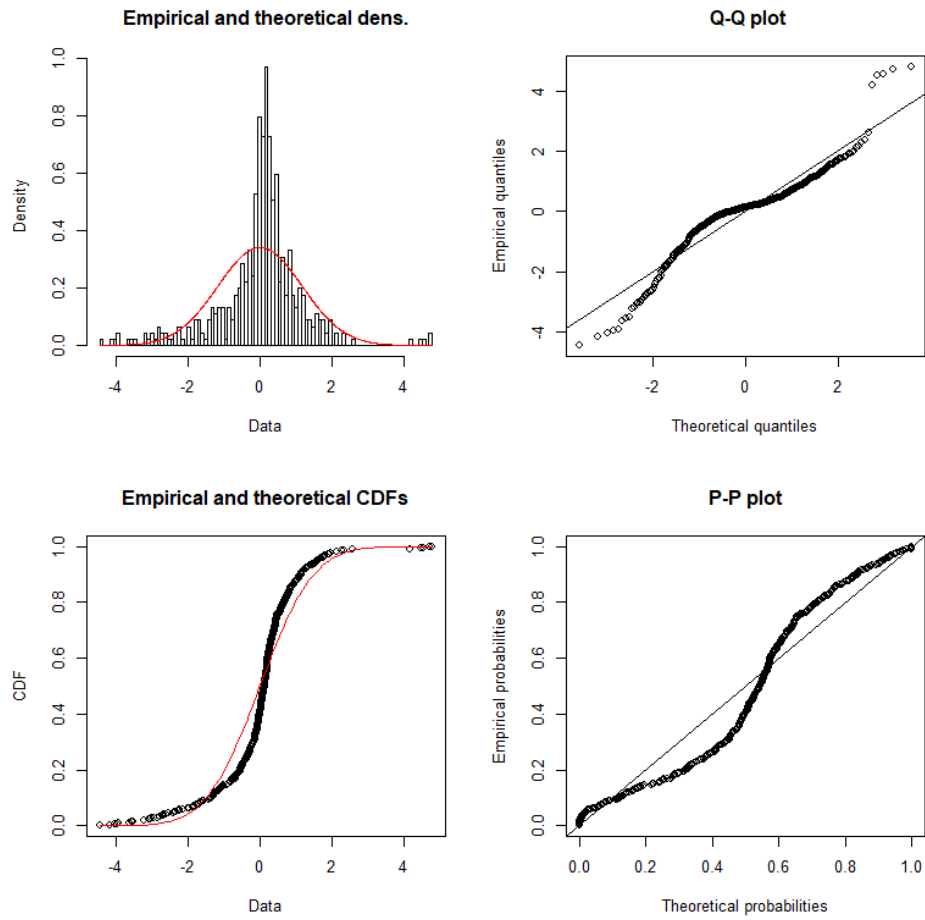 Empirical and theoretical dens.
Density
0.0 0.2 0.4 0.6 0.8 1.0
-4 -2 0 2 4
Data
Q-Q plot
Empirical quantiles
-4 -2 0 2 4
-2 0 2
Theoretical quantiles
Empirical and theoretical CDFs
CDF
0.0 0.2 0.4 0.6 0.8 1.0
-4 -2 0 2 4
Data
P-P plot
Empirical probabilities
0.0 0.2 0.4 0.6 0.8 1.0
0.0 0.2 0.4 0.6 0.8 1.0
Theoretical probabilities